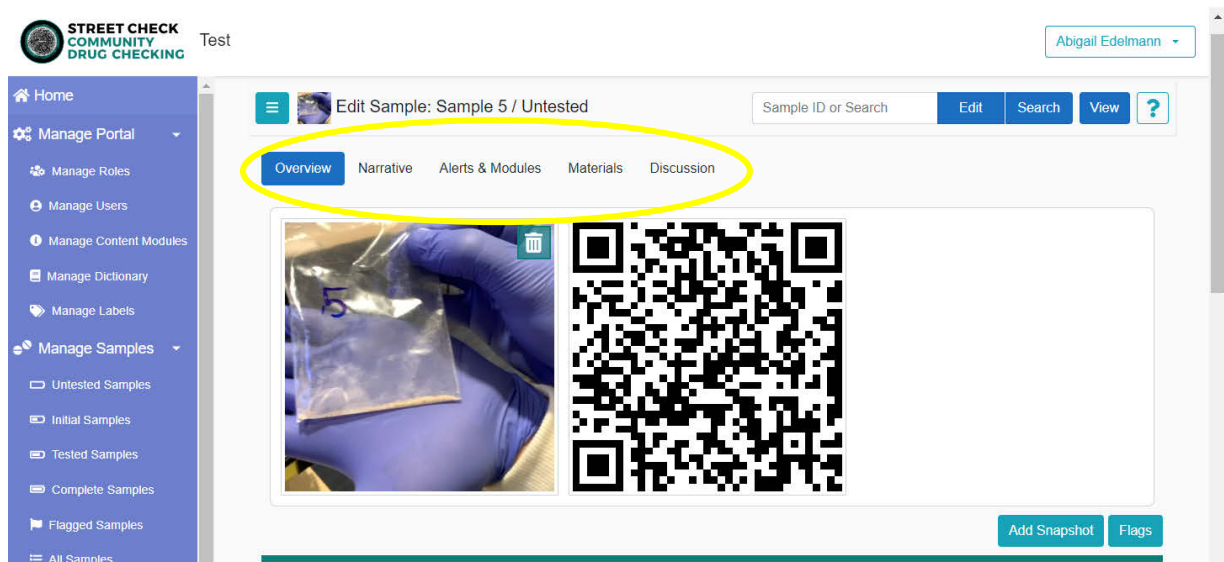 STREET CHECK
COMMUNITY
DRUG CHECKING
Test
Abigail Edelmann
Home
Manage Portal
Manage Roles
Manage Users
Manage Content Modules
Manage Dictionary
Manage Labels
Manage Samples
Untested Samples
Initial Samples
Tested Samples
Complete Samples
Flagged Samples
All Samples
Edit Sample: Sample 5 / Untested
Sample ID or Search
Edit
Search
View
?
Overview
Narrative
Alerts & Modules
Materials
Discussion
5
Add Snapshot
Flags